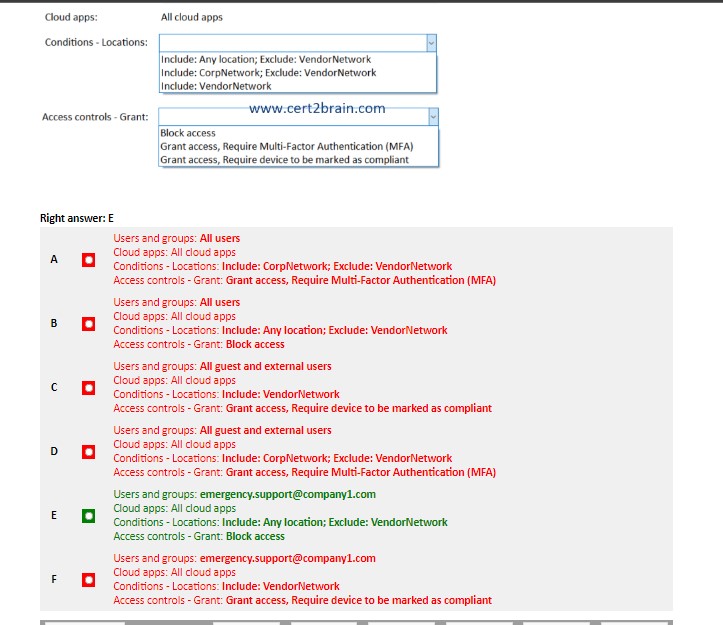 Cloud apps: All cloud apps
Conditions - Locations:
Include: Any location; Exclude: VendorNetwork
Include: CorpNetwork; Exclude: VendorNetwork
Include: VendorNetwork
www.cert2brain.com
Access controls - Grant:
Block access
Grant access, Require Multi-Factor Authentication (MFA)
Grant access, Require device to be marked as compliant
Right answer: E
A
Users and groups: All users
Cloud apps: All cloud apps
Conditions - Locations: Include: CorpNetwork; Exclude: VendorNetwork
Access controls - Grant: Grant access, Require Multi-Factor Authentication (MFA)
B
Users and groups: All users
Cloud apps: All cloud apps
Conditions - Locations: Include: Any location; Exclude: VendorNetwork
Access controls - Grant: Block access
C
Users and groups: All guest and external users
Cloud apps: All cloud apps
Conditions - Locations: Include: VendorNetwork
Access controls - Grant: Grant access, Require device to be marked as compliant
D
Users and groups: All guest and external users
Cloud apps: All cloud apps
Conditions - Locations: Include: CorpNetwork; Exclude: VendorNetwork
Access controls - Grant: Grant access, Require Multi-Factor Authentication (MFA)
E
Users and groups: emergency.support@company1.com
Cloud apps: All cloud apps
Conditions - Locations: Include: Any location; Exclude: VendorNetwork
Access controls - Grant: Block access
F
Users and groups: emergency.support@company1.com
Cloud apps: All cloud apps
Conditions - Locations: Include: VendorNetwork
Access controls - Grant: Grant access, Require device to be marked as compliant